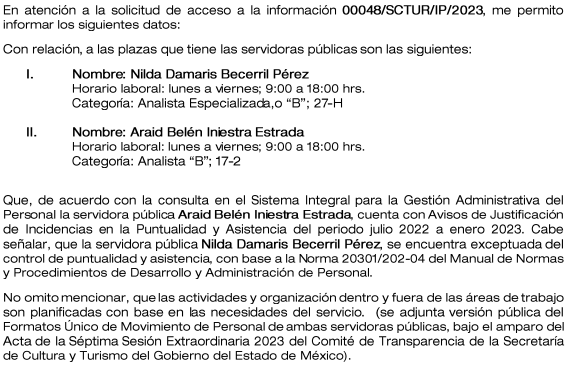 En atención a la solicitud de acceso a la información 00048/SCTUR/IP/2023, me permito
informar los siguientes datos:
Con relación, a las plazas que tiene las servidoras públicas son las siguientes:
I. Nombre: Nilda Damaris Becerril Pérez
Horario laboral: lunes a viernes; 9:00 a 18:00 hrs.
Categoría: Analista Especializada,o “B”; 27-H
II. Nombre: Araid Belén Iniestra Estrada
Horario laboral: lunes a viernes; 9:00 a 18:00 hrs.
Categoría: Analista “B”; 17-2
Que, de acuerdo con la consulta en el Sistema Integral para la Gestión Administrativa del
Personal la servidora pública Araid Belén Iniestra Estrada, cuenta con Avisos de Justificación
de Incidencias en la Puntualidad y Asistencia del periodo julio 2022 a enero 2023. Cabe
señalar, que la servidora pública Nilda Damaris Becerril Pérez, se encuentra exceptuada del
control de puntualidad y asistencia, con base a la Norma 20301/202-04 del Manual de Normas
y Procedimientos de Desarrollo y Administración de Personal.
No omito mencionar, que las actividades y organización dentro y fuera de las áreas de trabajo
son planificadas con base en las necesidades del servicio. (se adjunta versión pública del
Formatos Único de Movimiento de Personal de ambas servidoras públicas, bajo el amparo del
Acta de la Séptima Sesión Extraordinaria 2023 del Comité de Transparencia de la Secretaría
de Cultura y Turismo del Gobierno del Estado de México).